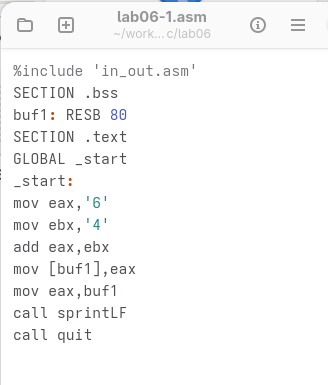 lab06-1.asm
~/work... c/lab06
%include 'in_out.asm'
SECTION .bss
buf1: RESB 80
SECTION .text
GLOBAL _start
_start:
mov eax,'6'
mov ebx,'4'
add eax,ebx
mov [buf1],eax
mov eax,buf1
call sprintLF
call quit